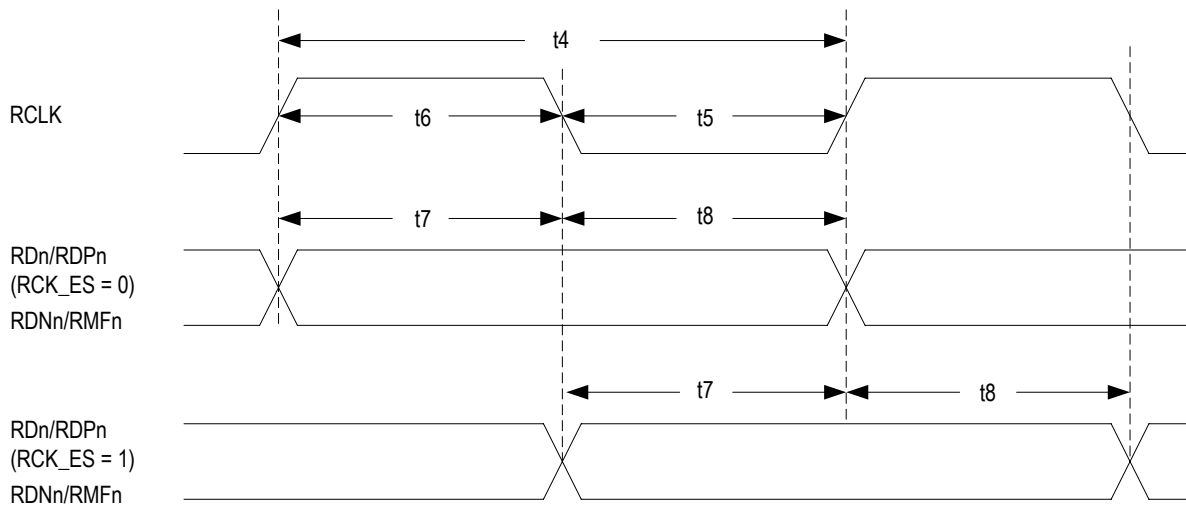 t4
RCLK
t6
t5
t7
t8
RDn/RDPn
(RCK_ES = 0)
RDNn/RMFn
t7
t8
RDn/RDPn
(RCK_ES = 1)
RDNn/RMFn